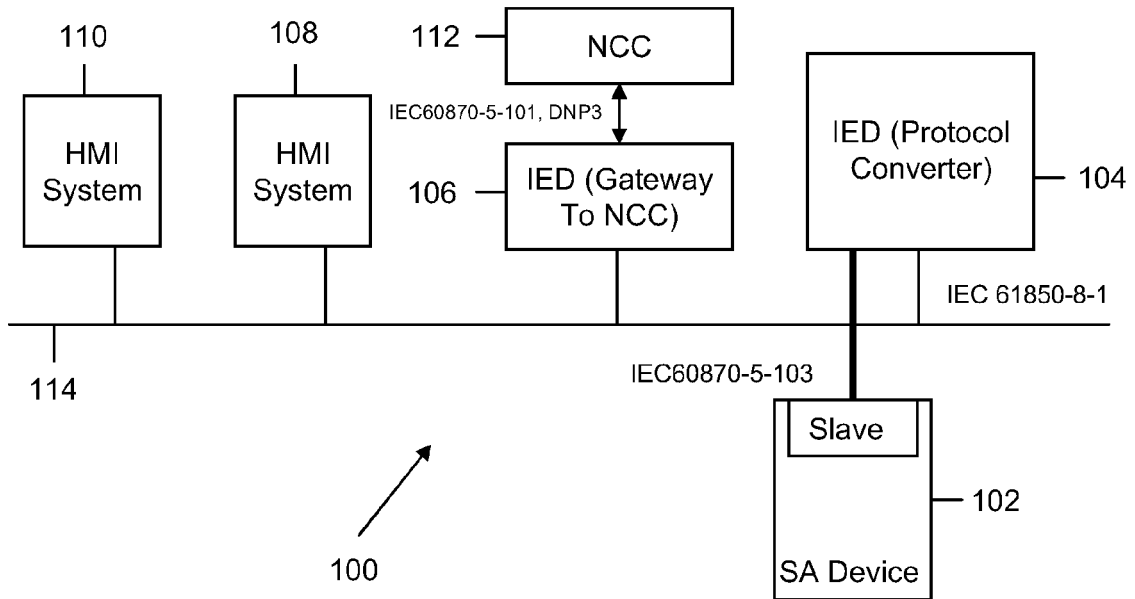 110
108
112
NCC
IEC60870-5-101, DNP3
HMI
System
HMI
System
106
IED (Gateway
To NCC)
IED (Protocol
Converter)
104
IEC 61850-8-1
114
IEC60870-5-103
Slave
102
SA Device
100